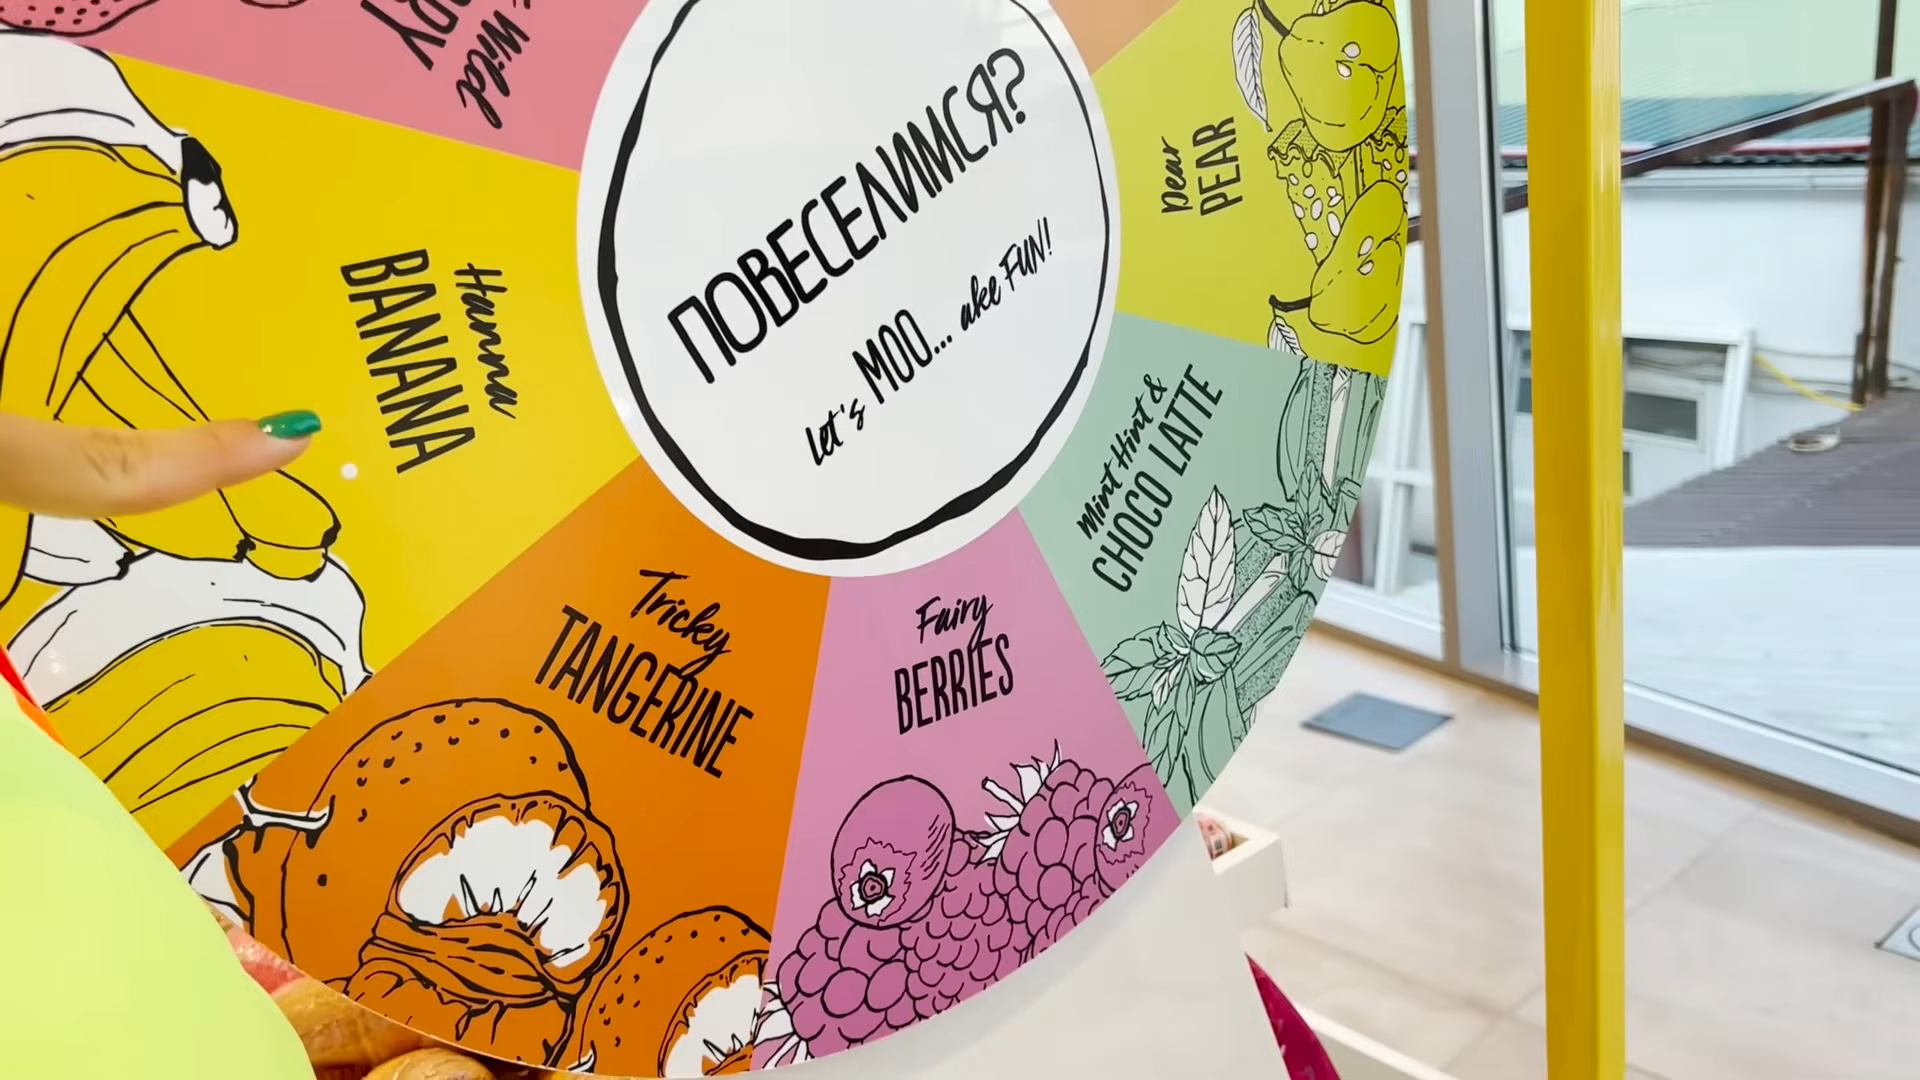 Wild
ПОВЕСЕЛИМСЯ?
let's MOO... ake FUN!
Dear
PEAR
Hanna
BANANA
Mint Hint &
CHOCO LATTE
Tricky
TANGERINE
Fairy
BERRIES